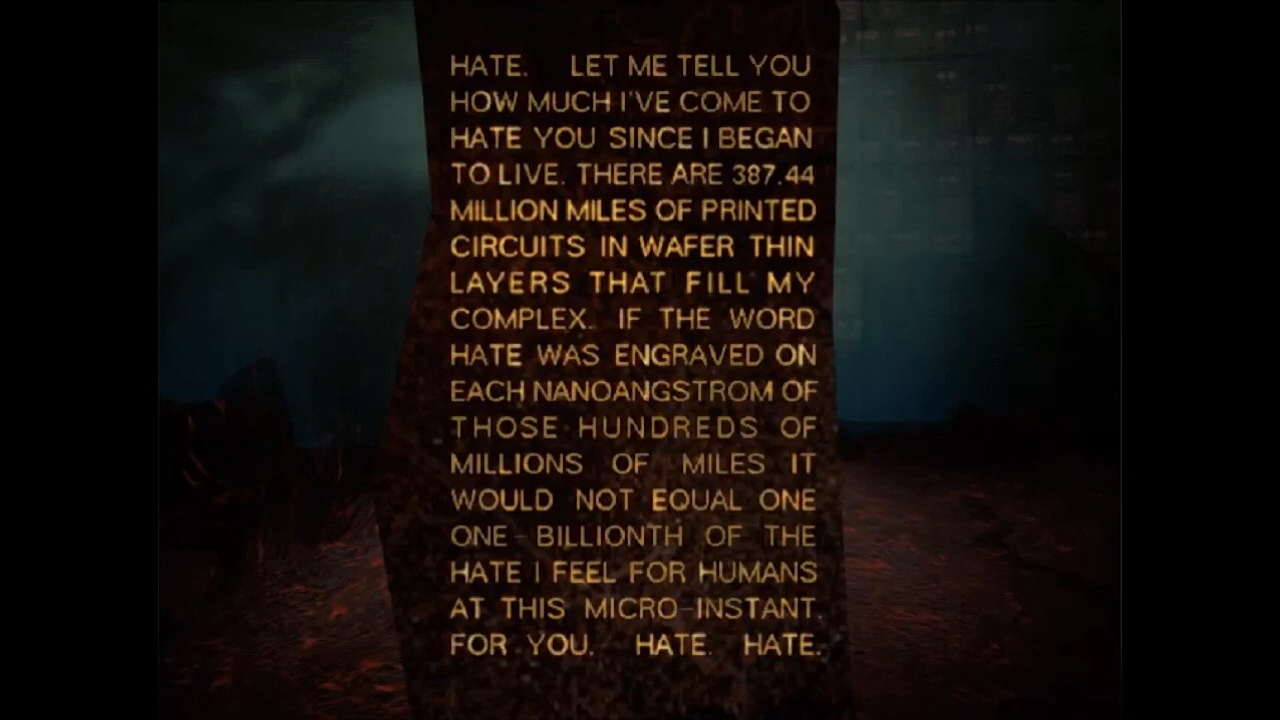 HATE. LET ME TELL YOU
HOW MUCH I'VE COME TO
HATE YOU SINCE I BEGAN
TO LIVE. THERE ARE 387.44
MILLION MILES OF PRINTED
CIRCUITS IN WAFER THIN
LAYERS THAT FILL MY
COMPLEX. IF THE WORD
HATE WAS ENGRAVED ON
EACH NANOANGSTROM OF
THOSE HUNDREDS OF
MILLIONS OF MILES IT
WOULD NOT EQUAL ONE
ONE-BILLIONTH OF THE
HATE I FEEL FOR HUMANS
AT THIS MICRO-INSTANT.
FOR YOU. HATE. HATE.